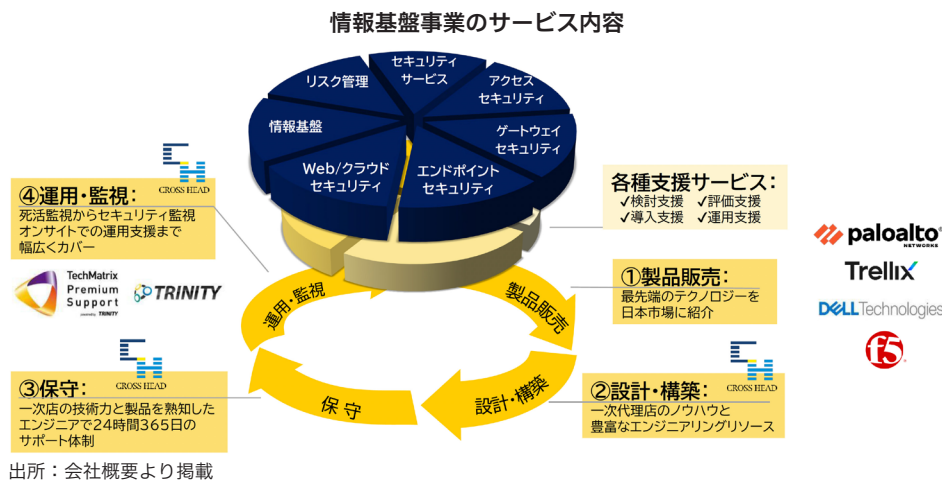 情報基盤事業のサービス内容
セキュリティ
サービス
リスク管理
アクセス
セキュリティ
情報基盤
ゲートウェイ
セキュリティ
Web/クラウド
セキュリティ
エンドポイント
セキュリティ
CROSS HEAD
④運用・監視：
死活監視からセキュリティ監視
オンサイトでの運用支援まで
幅広くカバー
TechMatrix
Premium
Support
powered by TRINITY
TRINITY
各種支援サービス：
✓検討支援 ✓評価支援
✓導入支援 ✓運用支援
①製品販売：
最先端のテクノロジーを
日本市場に紹介
paloalto
NETWORKS
Trellix
DELLTechnologies
f5
運用・監視
製品販売
設計・構築
保守
CROSS HEAD
③保守：
一次店の技術力と製品を熟知した
エンジニアで24時間365日の
サポート体制
CROSS HEAD
②設計・構築：
一次代理店のノウハウと
豊富なエンジニアリングリソース
出所：会社概要より掲載